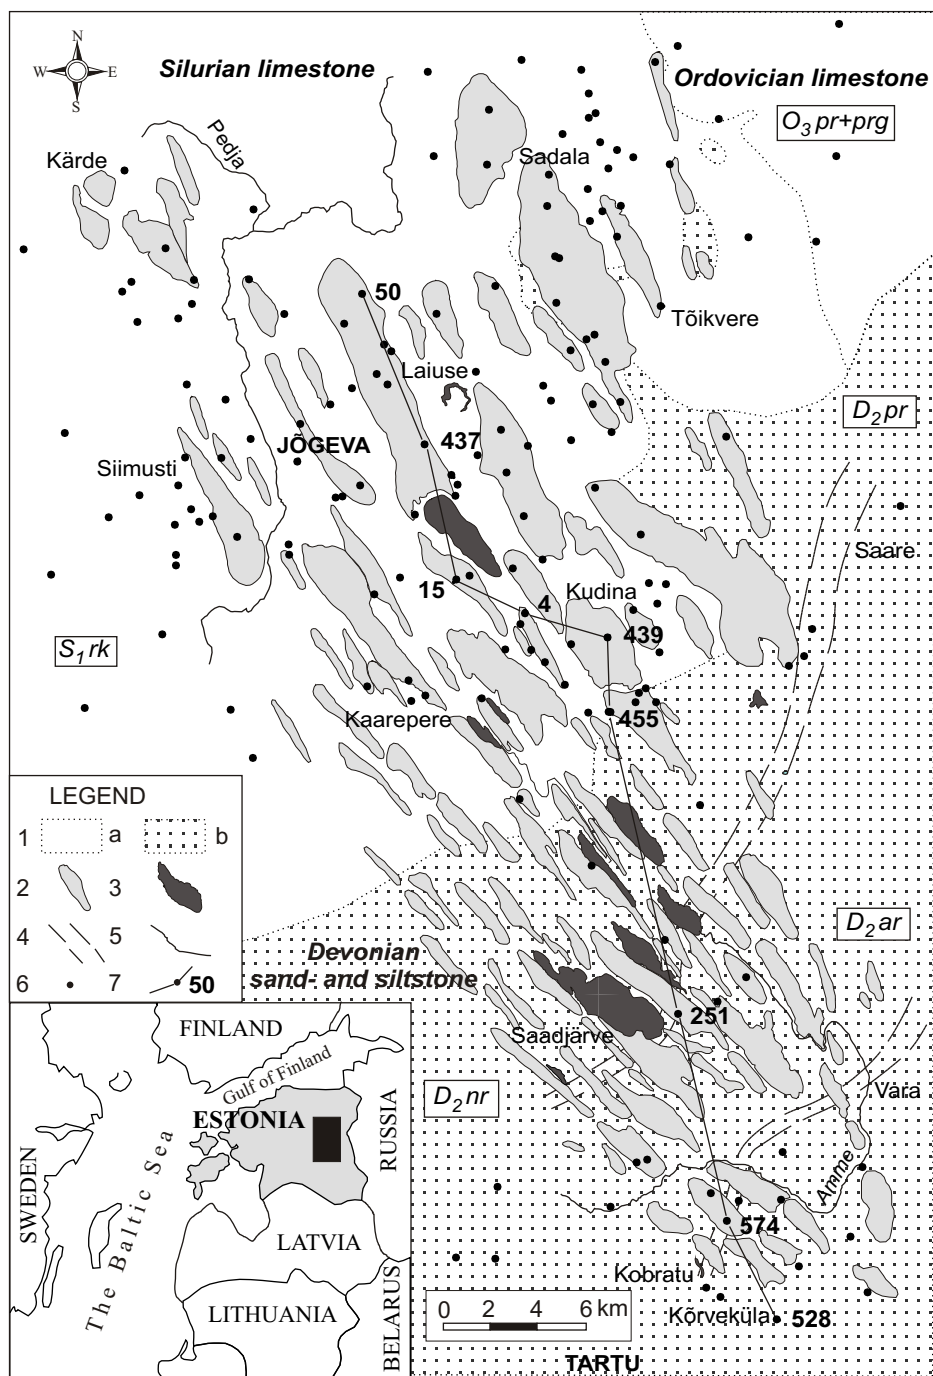 N
W E
S
Silurian limestone
Ordovician limestone
O3 pr+prg
Pedja
Kärde
Sadala
50
Tõikvere
Laiuse
D2 pr
JÕGEVA
437
Siimusti
Saare
15
4
Kudina
439
S1 rk
Kaarepere
455
LEGEND
1 a b
2 3
4 5
6 7 50
D2 ar
Devonian
sand- and siltstone
251
Saadjärve
D2 nr
Vara
Amme
574
Kobratu
Kõrveküla
528
0 2 4 6 km
TARTU
FINLAND
Gulf of Finland
ESTONIA
RUSSIA
SWEDEN
The Baltic Sea
LATVIA
LITHUANIA
BELARUS